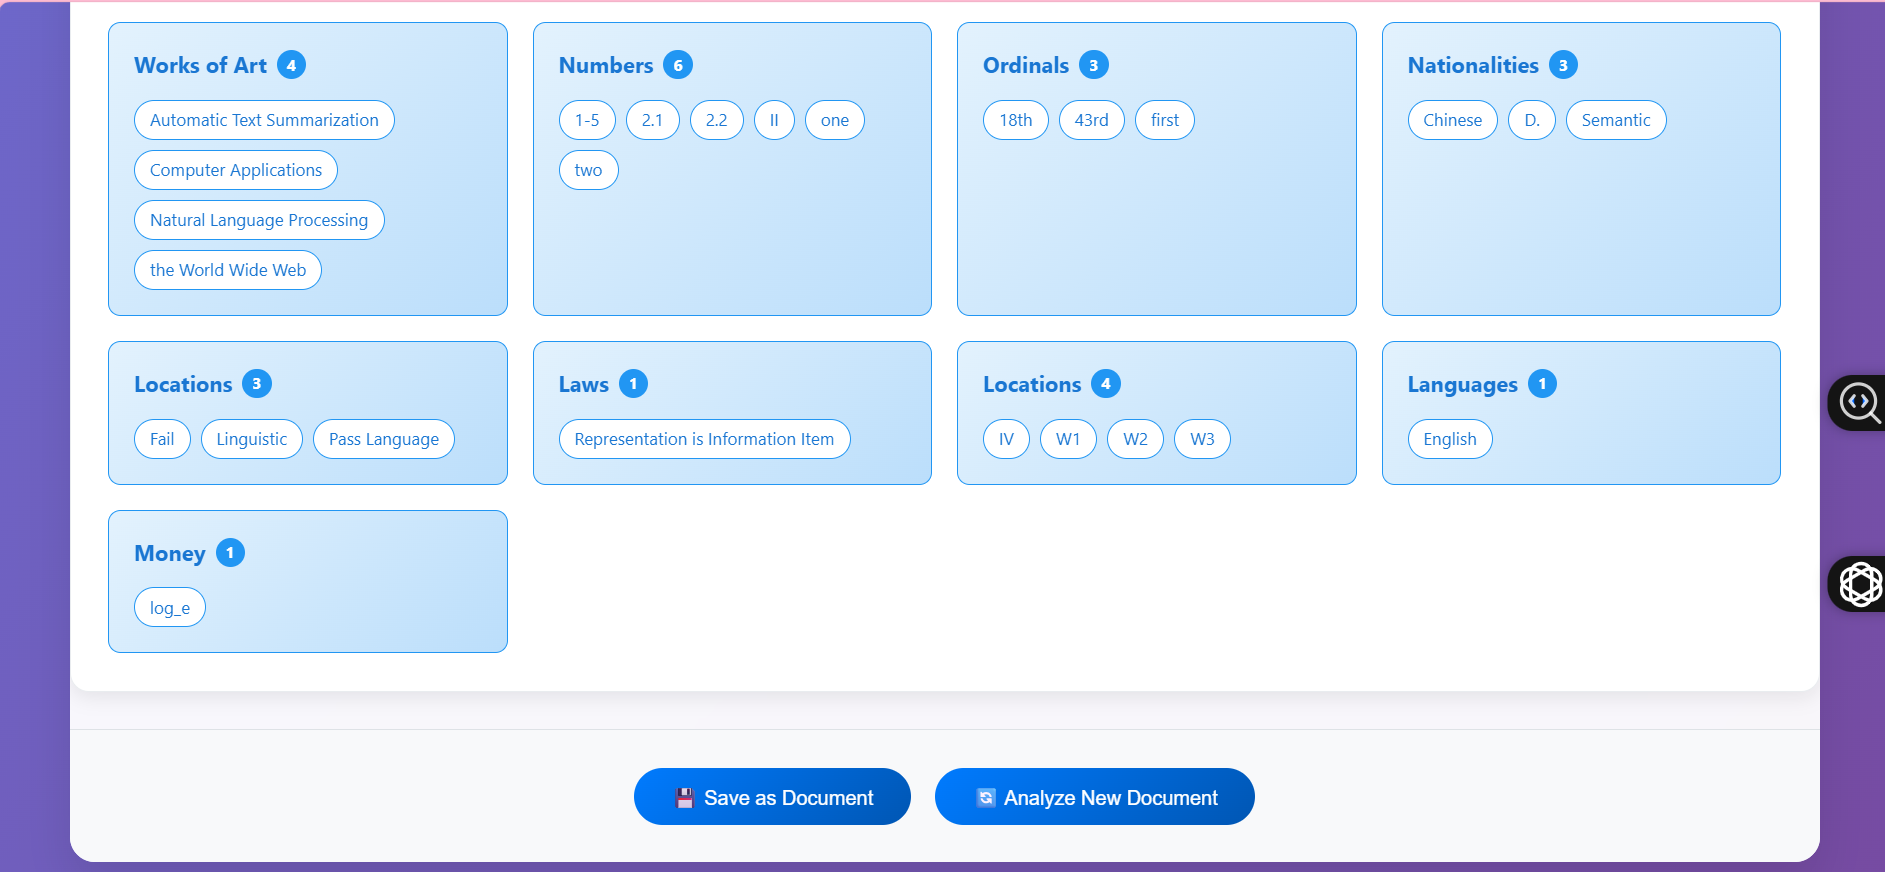 Works of Art 4
Automatic Text Summarization
Computer Applications
Natural Language Processing
the World Wide Web
Numbers 6
1-5 2.1 2.2 II one
two
Ordinals 3
18th 43rd first
Nationalities 3
Chinese D. Semantic
Locations 3
Fail Linguistic Pass Language
Laws 1
Representation is Information Item
Locations 4
IV W1 W2 W3
Languages 1
English
Money 1
log_e
Save as Document
Analyze New Document